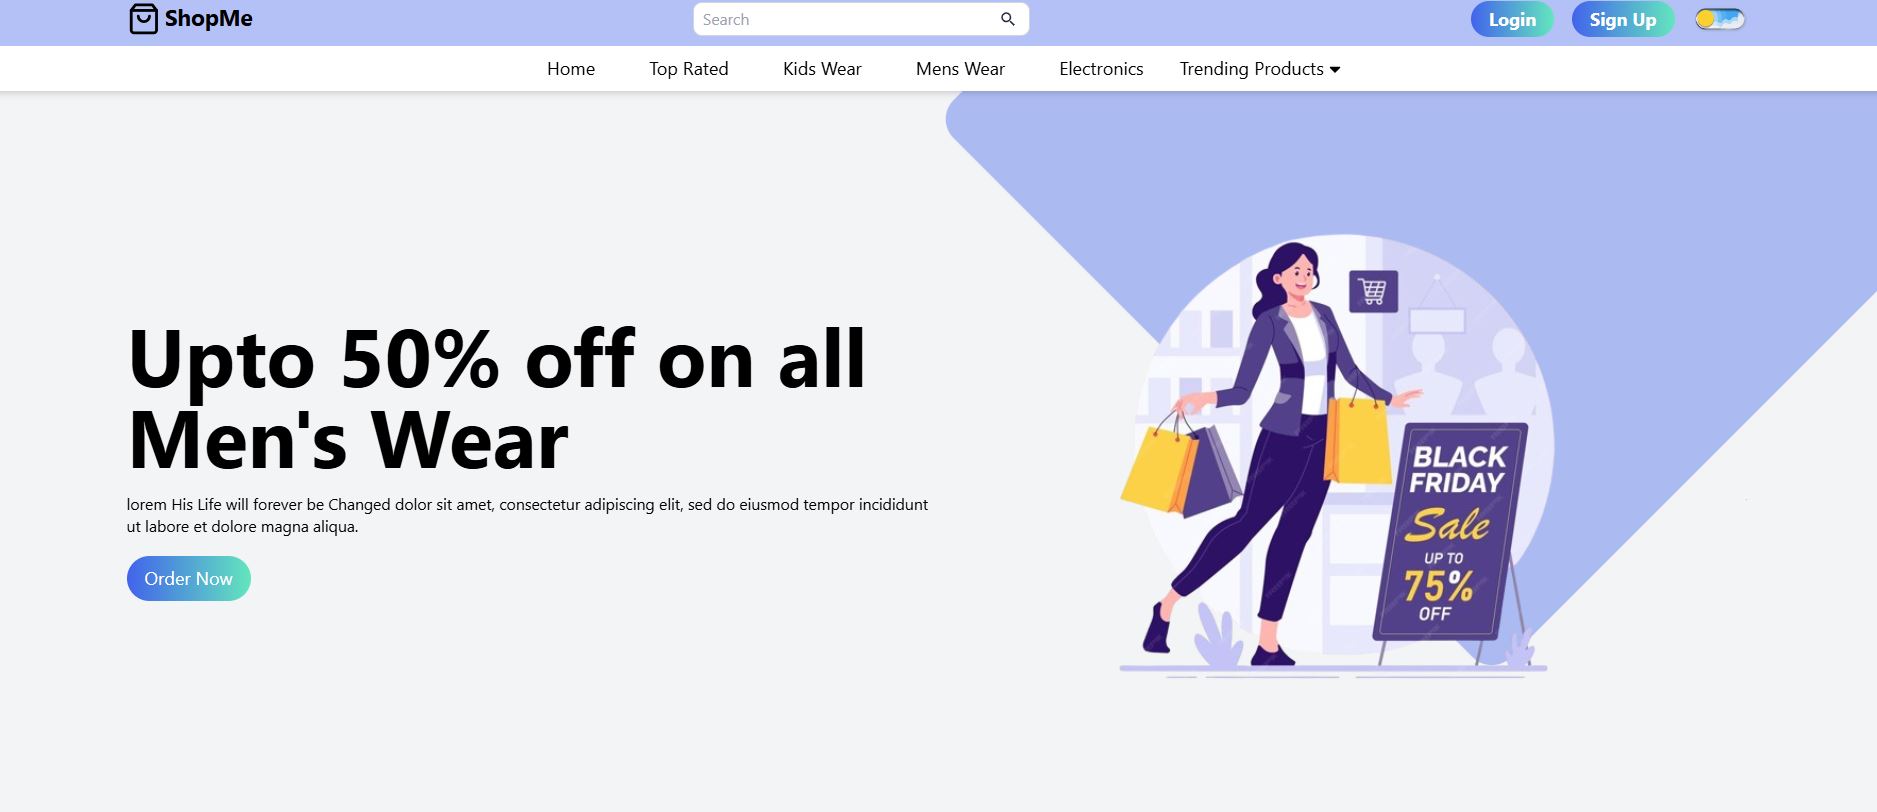 ShopMe
Search
Login
Sign Up
Home
Top Rated
Kids Wear
Mens Wear
Electronics
Trending Products
Upto 50% off on all
Men's Wear
lorem His Life will forever be Changed dolor sit amet, consectetur adipiscing elit, sed do eiusmod tempor incididunt
ut labore et dolore magna aliqua.
Order Now
BLACK
FRIDAY
Sale
UP TO
75%
OFF